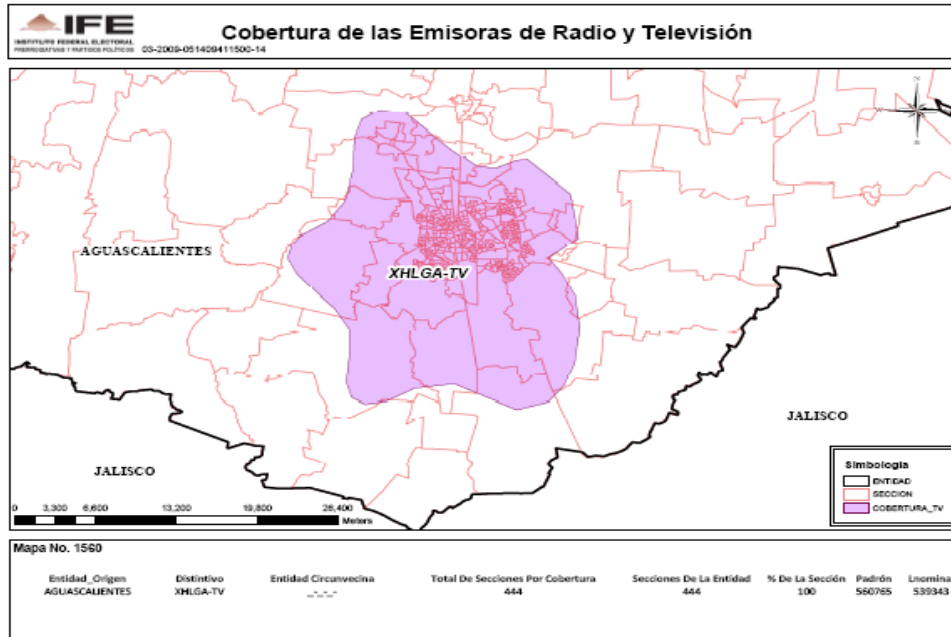 IFE
INSTITUTO FEDERAL ELECTORAL
PRERROGATIVAS Y PARTIDOS POLÍTICOS
03-2009-051409411500-14
Cobertura de las Emisoras de Radio y Televisión
AGUASCALIENTES
XHLGA-TV
JALISCO
JALISCO
Simbologia
ENTIDAD
SECCION
COBERTURA_TV
0 3,300 6,600 13,200 19,800 26,400
Meters
Mapa No. 1560
Entidad_Origen Distintivo Entidad Circunvecina Total De Secciones Por Cobertura Secciones De La Entidad % De La Sección Padrón Lnomina
AGUASCALIENTES XHLGA-TV _-_-_- 444 444 100 560765 539343